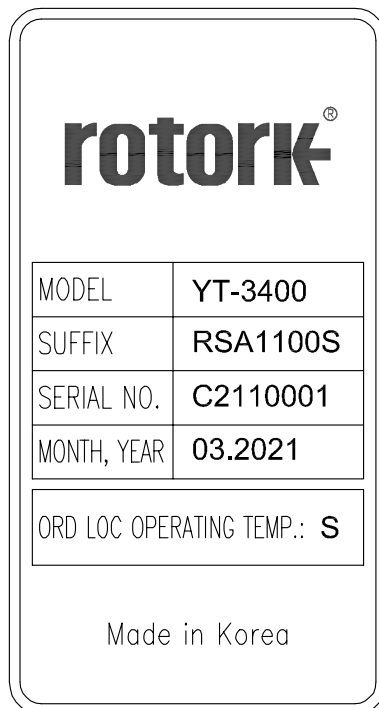 rotork®
MODEL YT-3400
SUFFIX RSA1100S
SERIAL NO. C2110001
MONTH, YEAR 03.2021
ORD LOC OPERATING TEMP.: S
Made in Korea